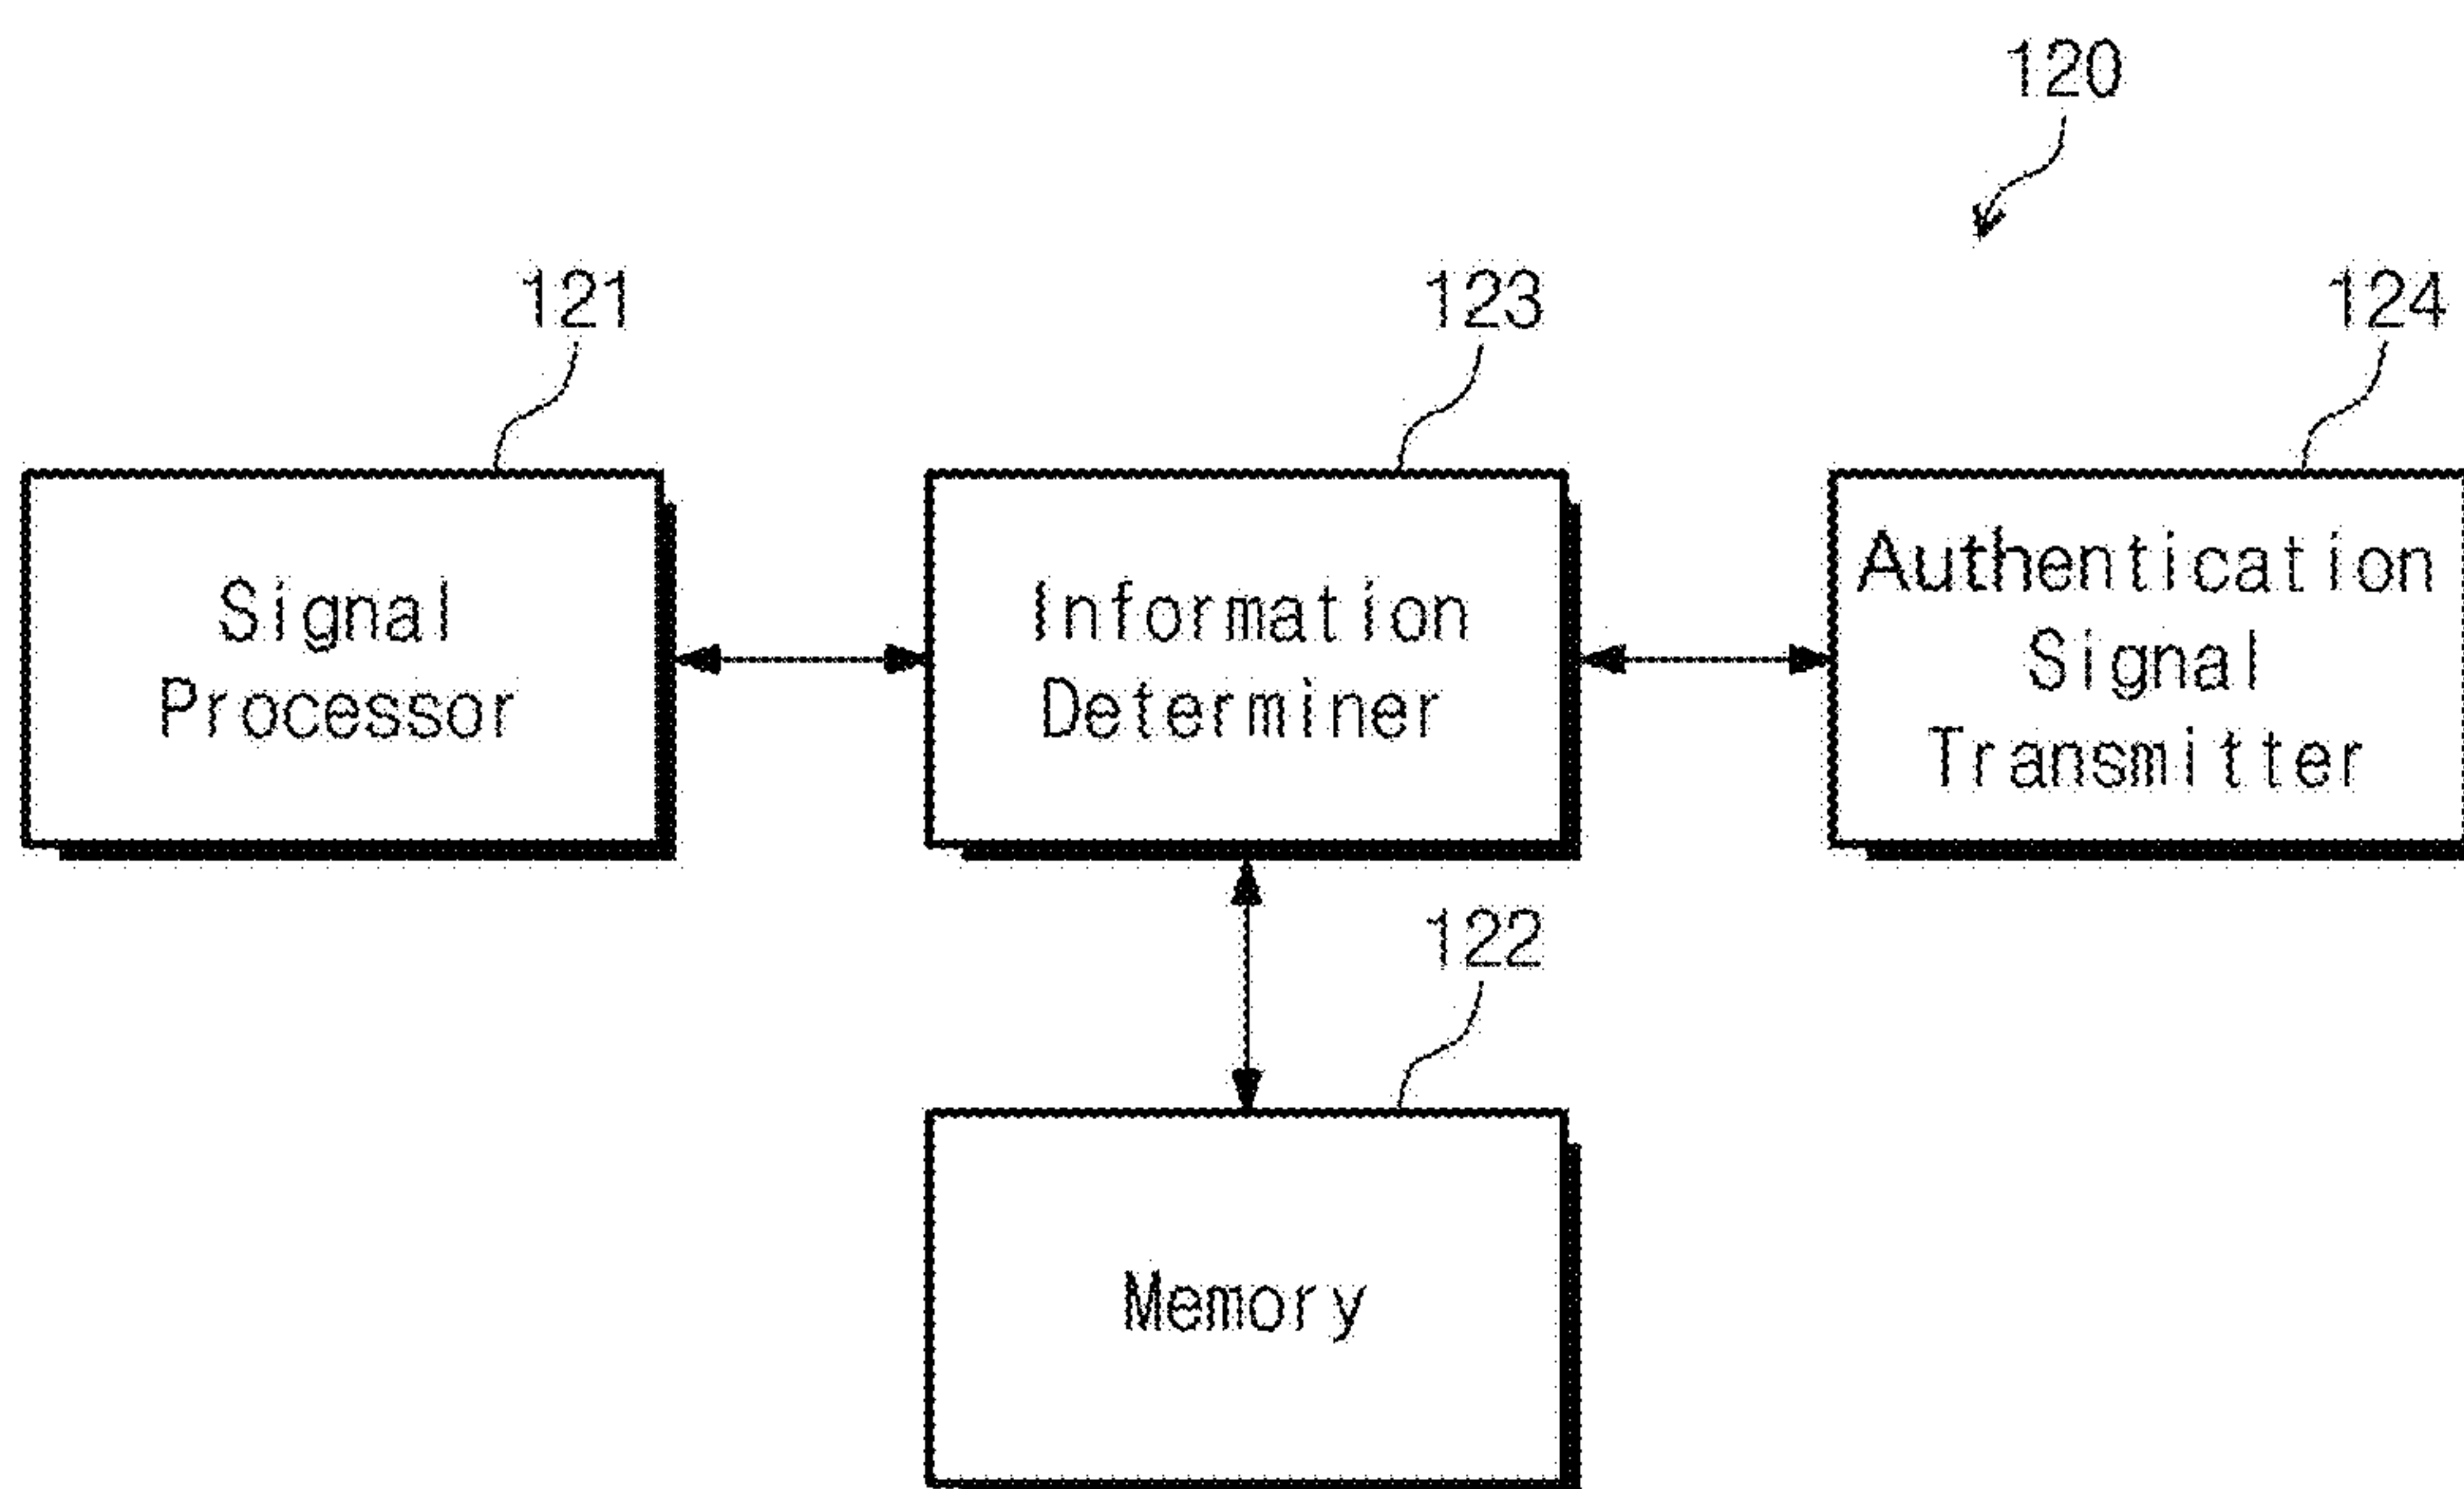 120
121
123
124
Signal
Processor
Information
Determiner
Authentication
Signal
Transmitter
122
Memory